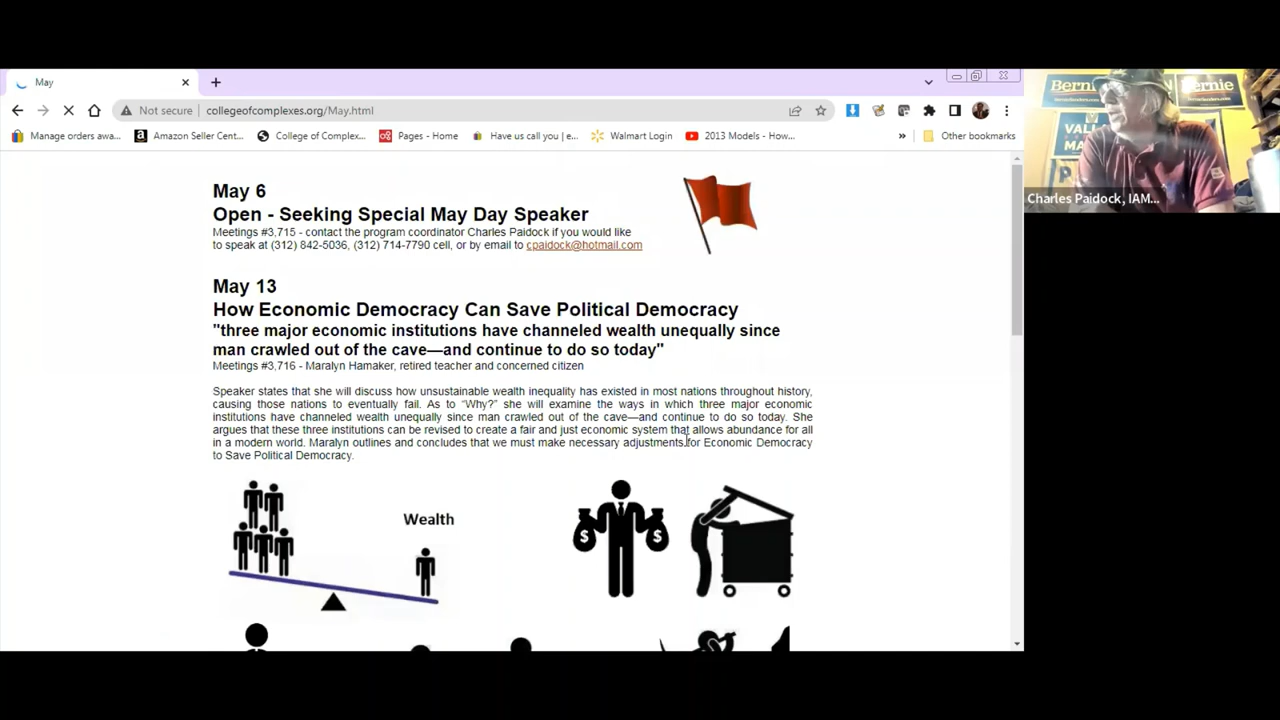 May
Not secure
collegeofcomplexes.org/May.html
Manage orders awa...
Amazon Seller Cent...
College of Complex...
Pages - Home
Have us call you | e...
Walmart Login
2013 Models - How...
»
Other bookmarks
May 6
Open - Seeking Special May Day Speaker
Meetings #3,715 - contact the program coordinator Charles Paidock if you would like
to speak at (312) 842-5036, (312) 714-7790 cell, or by email to cpaidock@hotmail.com
May 13
How Economic Democracy Can Save Political Democracy
"three major economic institutions have channeled wealth unequally since
man crawled out of the cave—and continue to do so today"
Meetings #3,716 - Maralyn Hamaker, retired teacher and concerned citizen
Speaker states that she will discuss how unsustainable wealth inequality has existed in most nations throughout history,
causing those nations to eventually fail. As to “Why?” she will examine the ways in which three major economic
institutions have channeled wealth unequally since man crawled out of the cave—and continue to do so today. She
argues that these three institutions can be revised to create a fair and just economic system that allows abundance for all
in a modern world. Maralyn outlines and concludes that we must make necessary adjustments for Economic Democracy
to Save Political Democracy.
Wealth
$ $
Bernie
Charles Paidock, IAM...